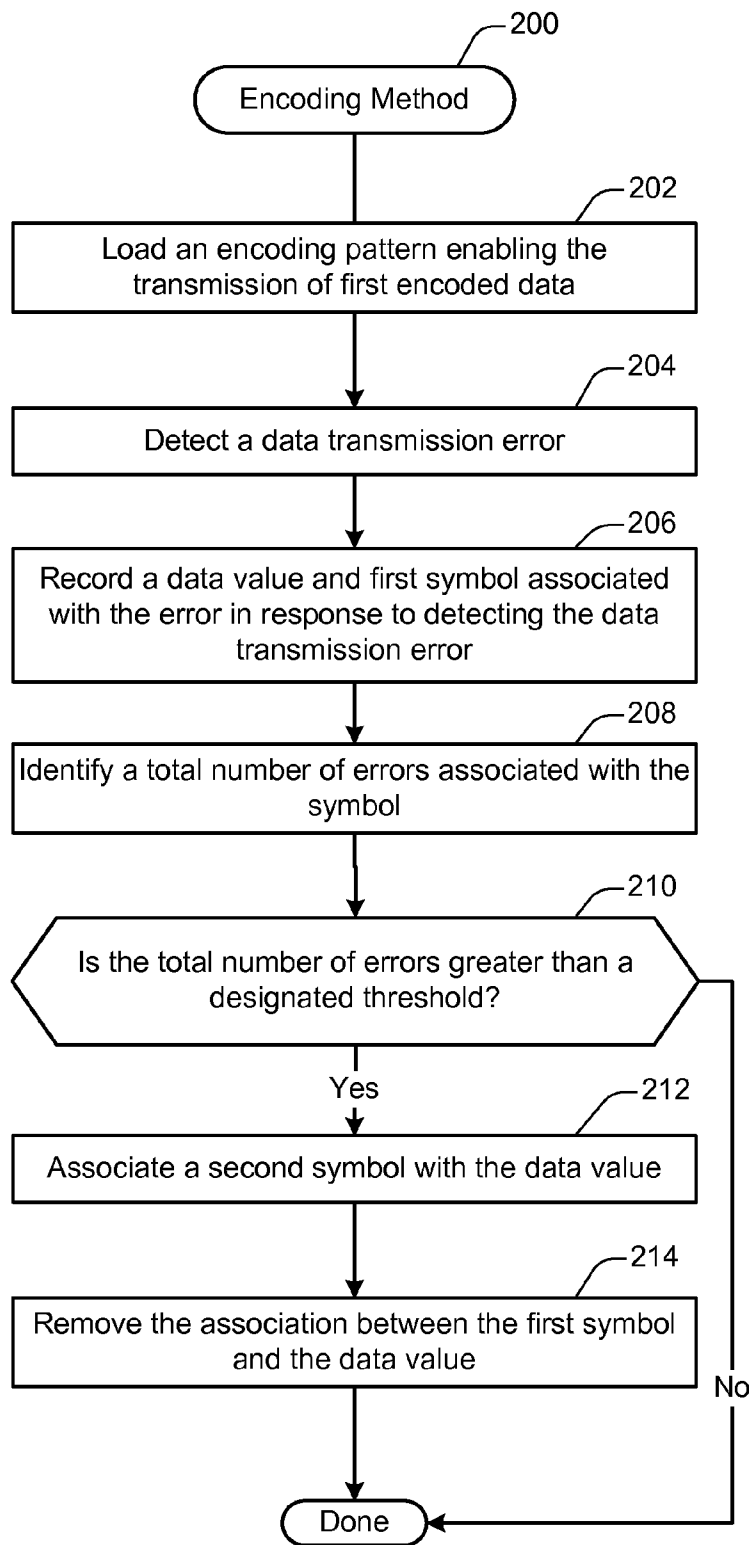 200
Encoding Method
202
Load an encoding pattern enabling the
transmission of first encoded data
204
Detect a data transmission error
206
Record a data value and first symbol associated
with the error in response to detecting the data
transmission error
208
Identify a total number of errors associated with the
symbol
210
Is the total number of errors greater than a
designated threshold?
Yes
212
Associate a second symbol with the data value
214
Remove the association between the first symbol
and the data value
No
Done